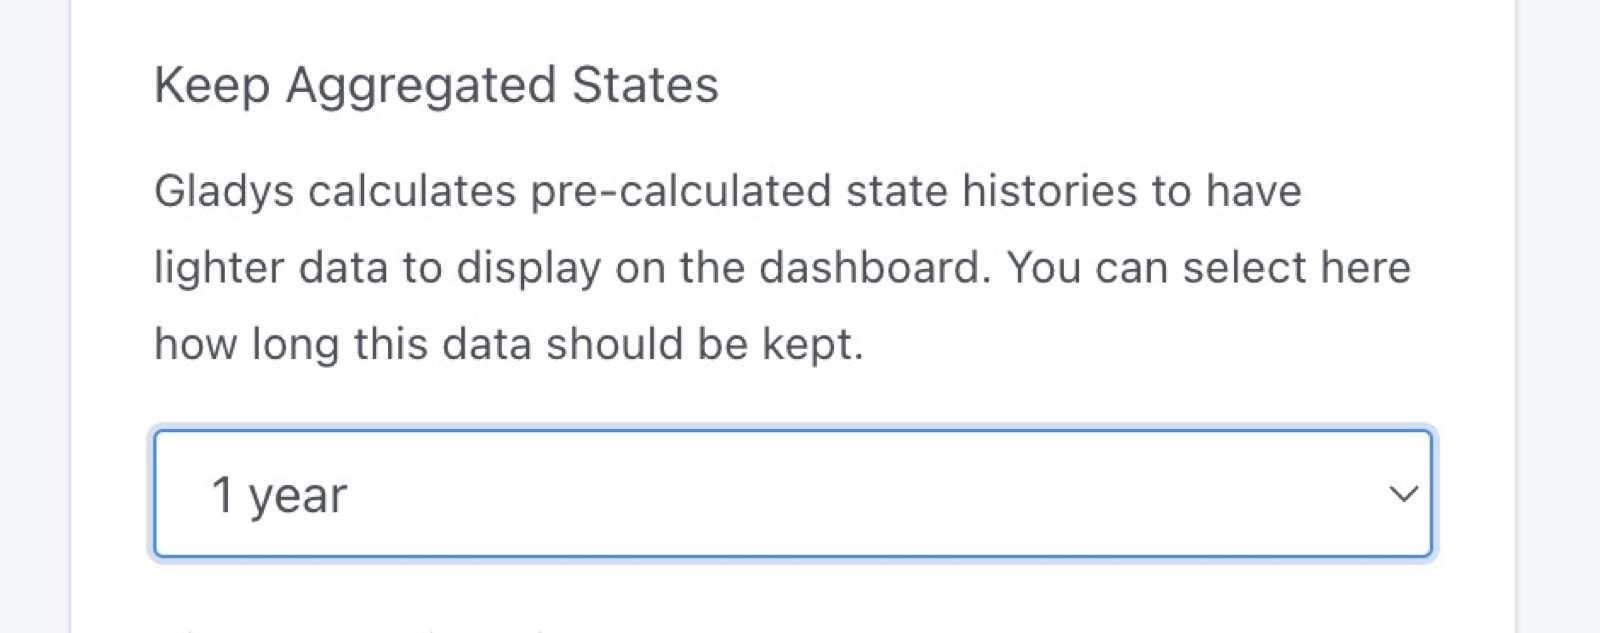 Keep Aggregated States
Gladys calculates pre-calculated state histories to have
lighter data to display on the dashboard. You can select here
how long this data should be kept.
1 year